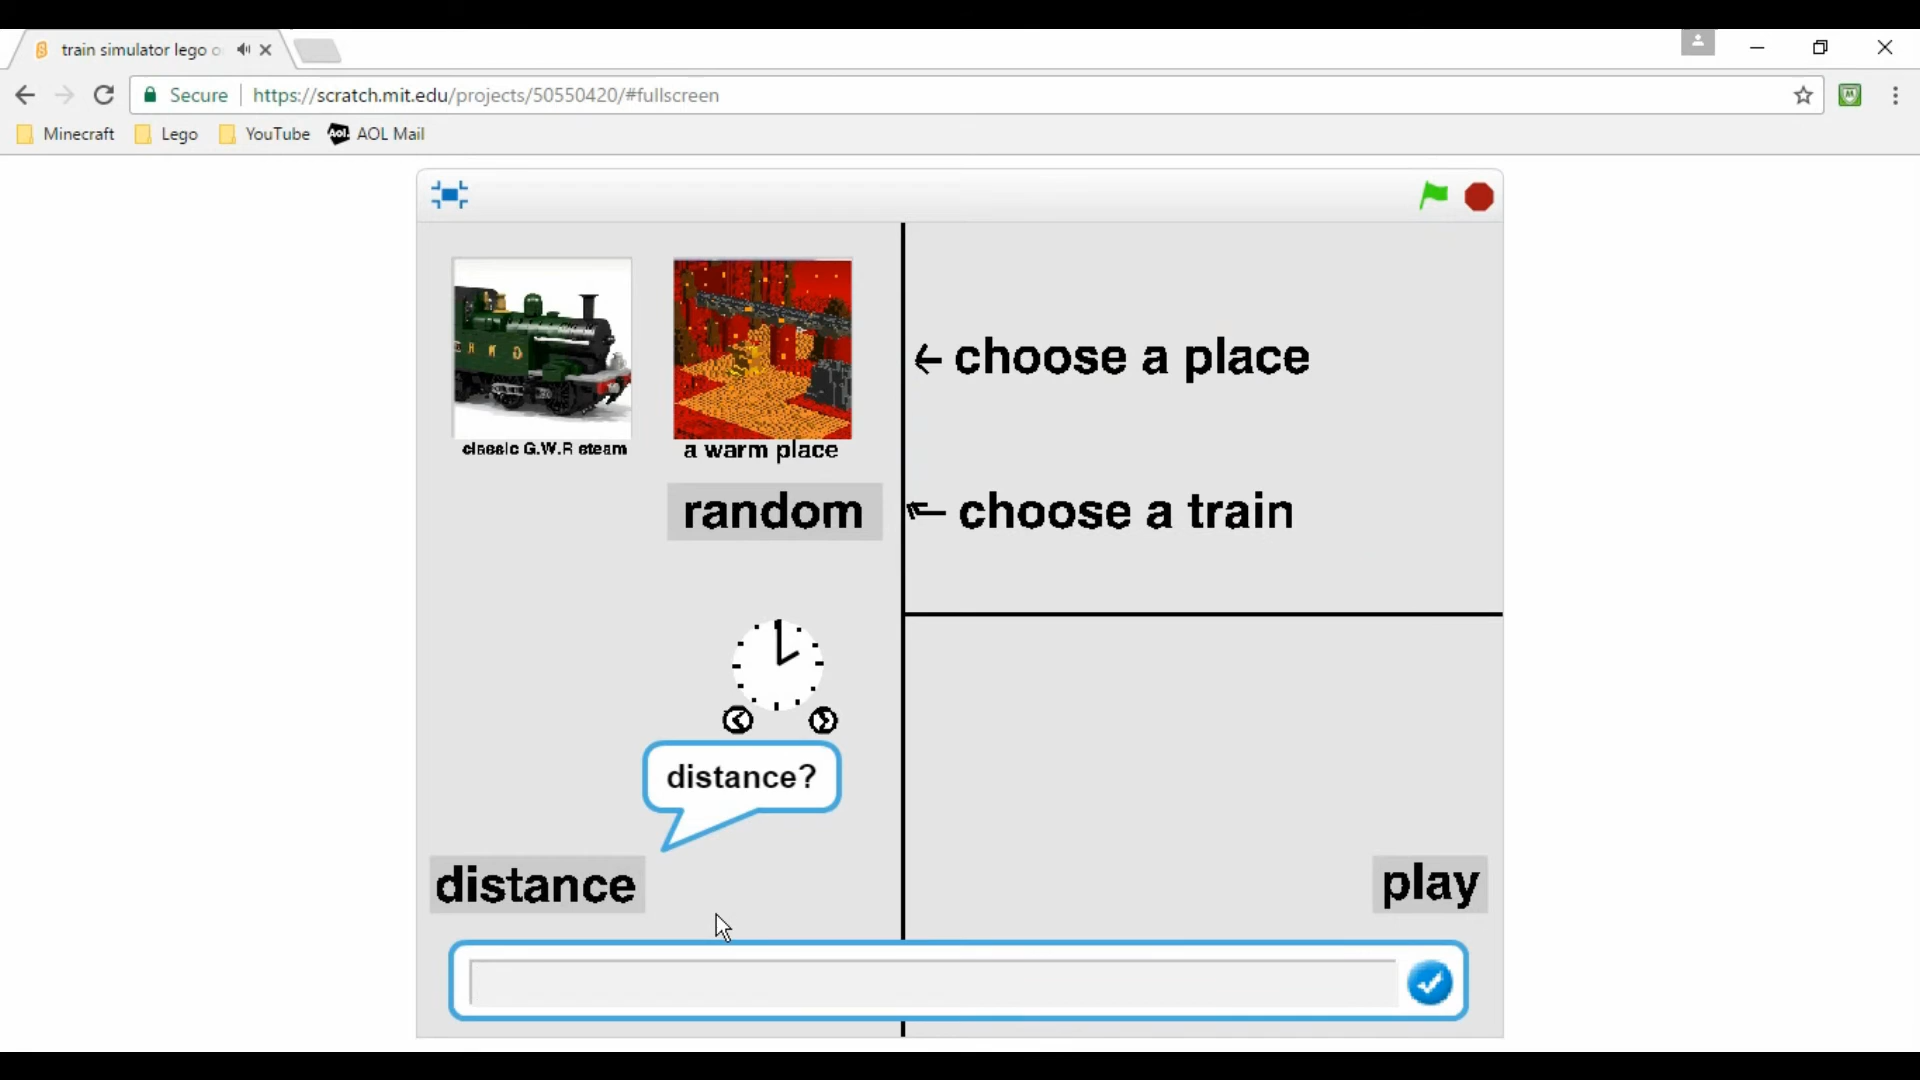 train simulator lego o
Secure
https://scratch.mit.edu/projects/50550420/#fullscreen
Minecraft
Lego
YouTube
Aol.
AOL Mail
classic G.W.R steam
a warm place
← choose a place
random
← choose a train
distance?
distance
play